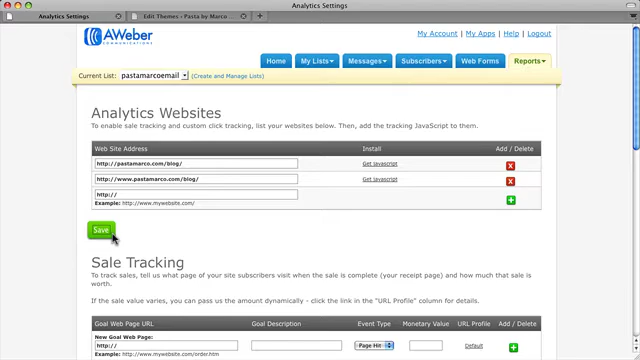 Analytics Settings
Analytics Settings
Edit Themes - Pasta by Marco ...
AWeber
COMMUNICATIONS
My Account | My Apps | Help | Logout
Home
My Lists
Messages
Subscribers
Web Forms
Reports
Current List: pastamarcoemail (Create and Manage Lists)
Analytics Websites
To enable sale tracking and custom click tracking, list your websites below. Then, add the tracking JavaScript to them.
Web Site Address Install Add / Delete
http://pastamarco.com/blog/ Get javascript
http://www.pastamarco.com/blog/ Get javascript
http://
Example: http://www.mywebsite.com/
Save
Sale Tracking
To track sales, tell us what page of your site subscribers visit when the sale is complete (your receipt page) and how much that sale is
worth.
If the sale value varies, you can pass us the amount dynamically - click the link in the "URL Profile" column for details.
Goal Web Page URL Goal Description Event Type Monetary Value URL Profile Add / Delete
New Goal Web Page:
http:// Page Hit Default
Example: http://www.mywebsite.com/order.htm